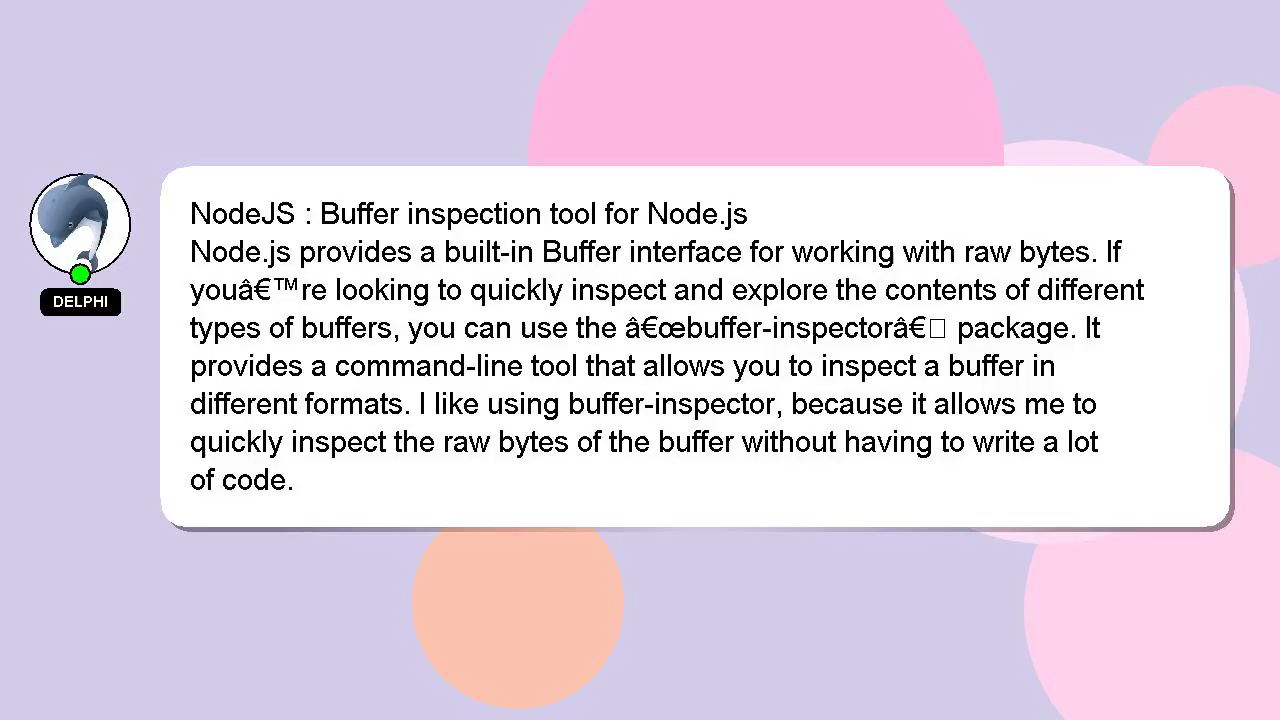 NodeJS : Buffer inspection tool for Node.js
Node.js provides a built-in Buffer interface for working with raw bytes. If
youâ€™re looking to quickly inspect and explore the contents of different
types of buffers, you can use the â€œbuffer-inspectorâ€□ package. It
provides a command-line tool that allows you to inspect a buffer in
different formats. I like using buffer-inspector, because it allows me to
quickly inspect the raw bytes of the buffer without having to write a lot
of code.
DELPHI